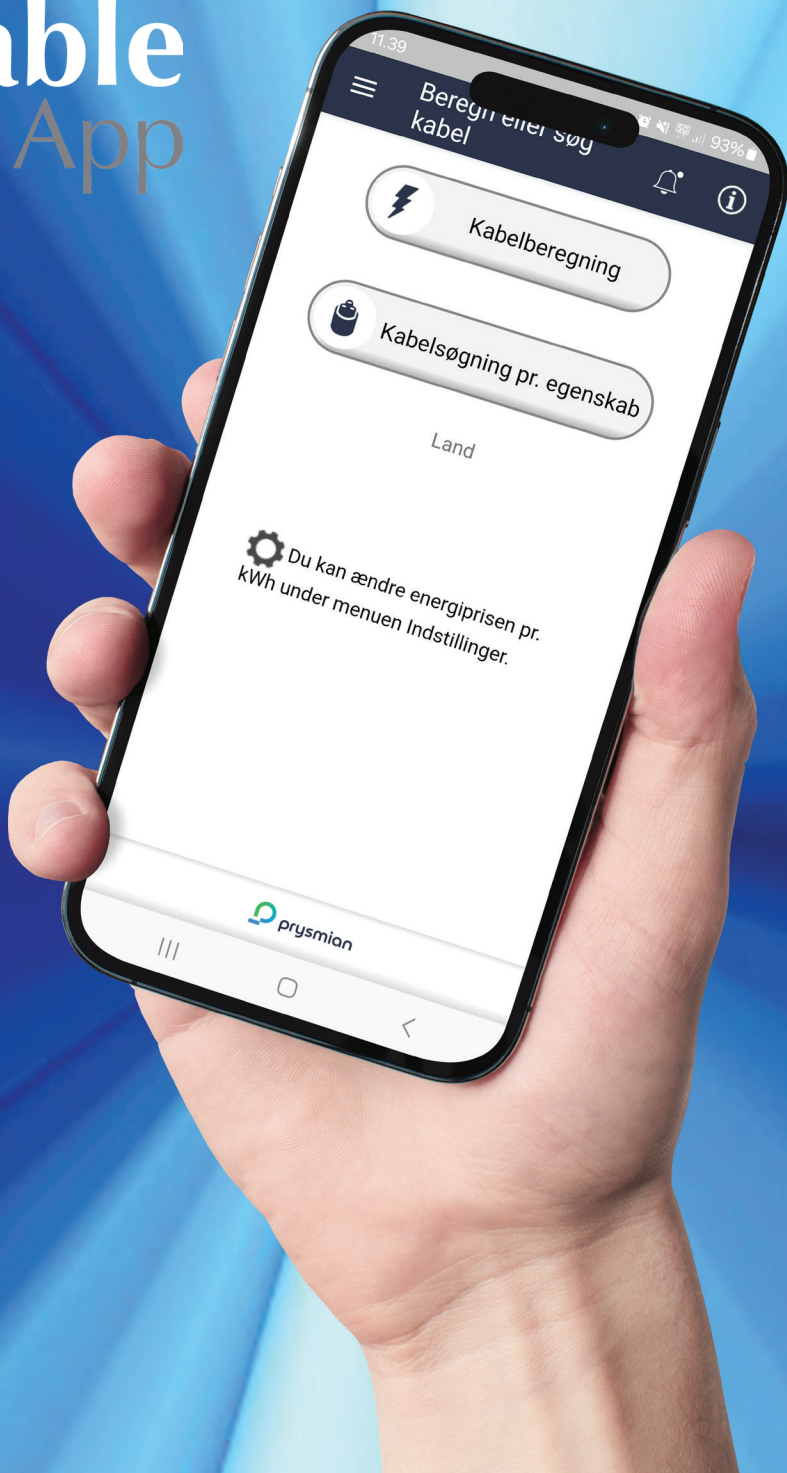 able
App
11.39
93%
Beregn eller søg
kabel
Kabelberegning
Kabelsøgning pr. egenskab
Land
Du kan ændre energiprisen pr.
kWh under menuen Indstillinger.
prysmian